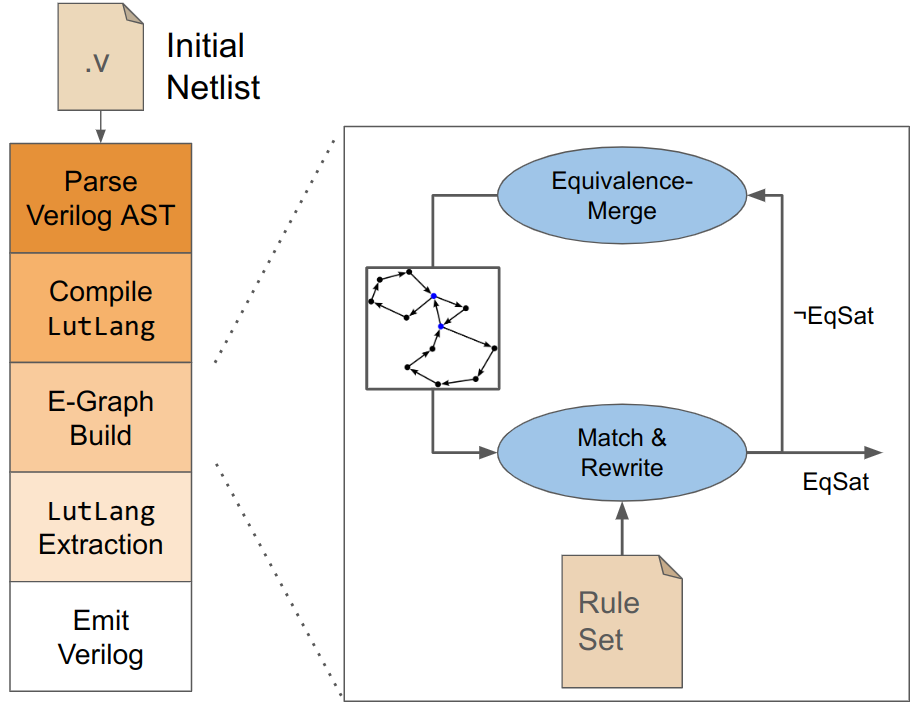 .v
Initial
Netlist
Parse
Verilog AST
Compile
LutLang
E-Graph
Build
LutLang
Extraction
Emit
Verilog
Equivalence-
Merge
¬EqSat
Match &
Rewrite
EqSat
Rule
Set